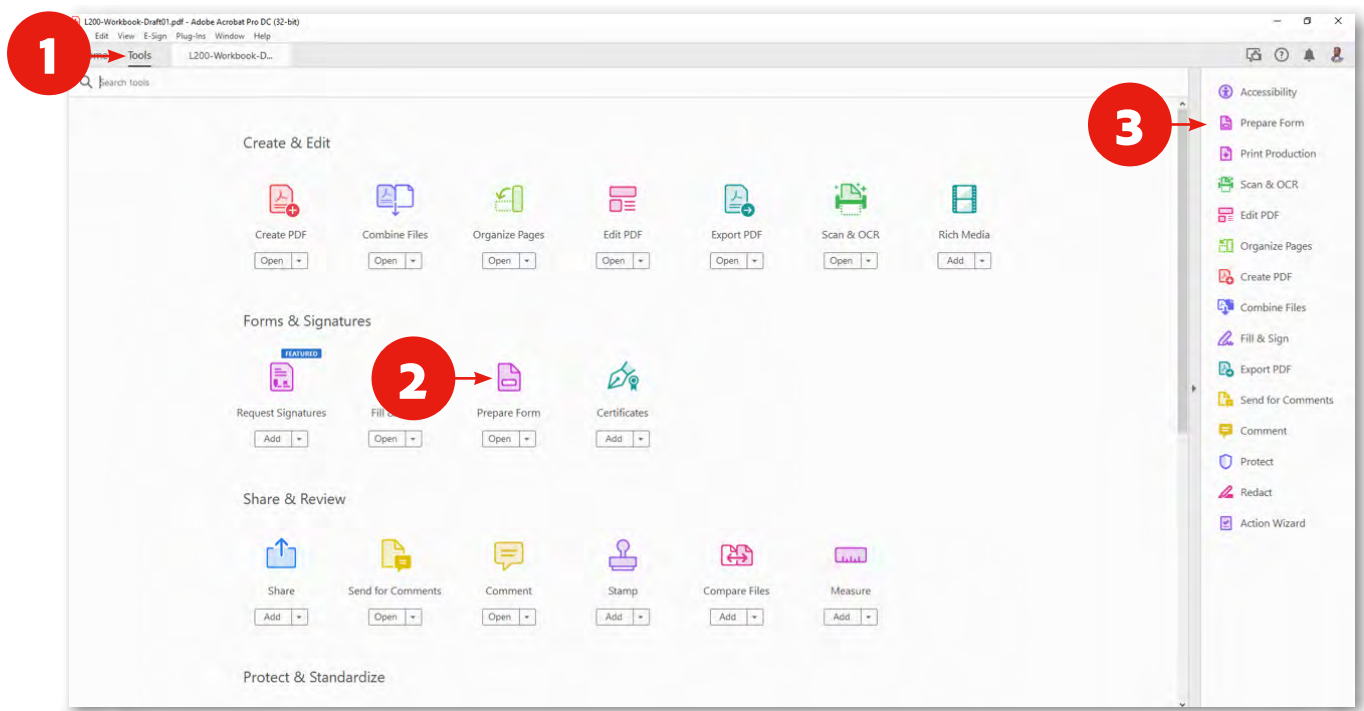 L200-Workbook-Draft01.pdf - Adobe Acrobat Pro DC (32-bit)
Edit View E-Sign Plug-Ins Window Help
1
Tools L200-Workbook-D...
Search tools
Create & Edit
Create PDF Combine Files Organize Pages Edit PDF Export PDF Scan & OCR Rich Media
Open Open Open Open Open Open Add
Forms & Signatures
FEATURED
2
Request Signatures Prepare Form Certificates
Add Open Open Add
Share & Review
Share Send for Comments Comment Stamp Compare Files Measure
Add Open Open Add Add Add
Protect & Standardize
3
Accessibility
Prepare Form
Print Production
Scan & OCR
Edit PDF
Organize Pages
Create PDF
Combine Files
Fill & Sign
Export PDF
Send for Comments
Comment
Protect
Redact
Action Wizard